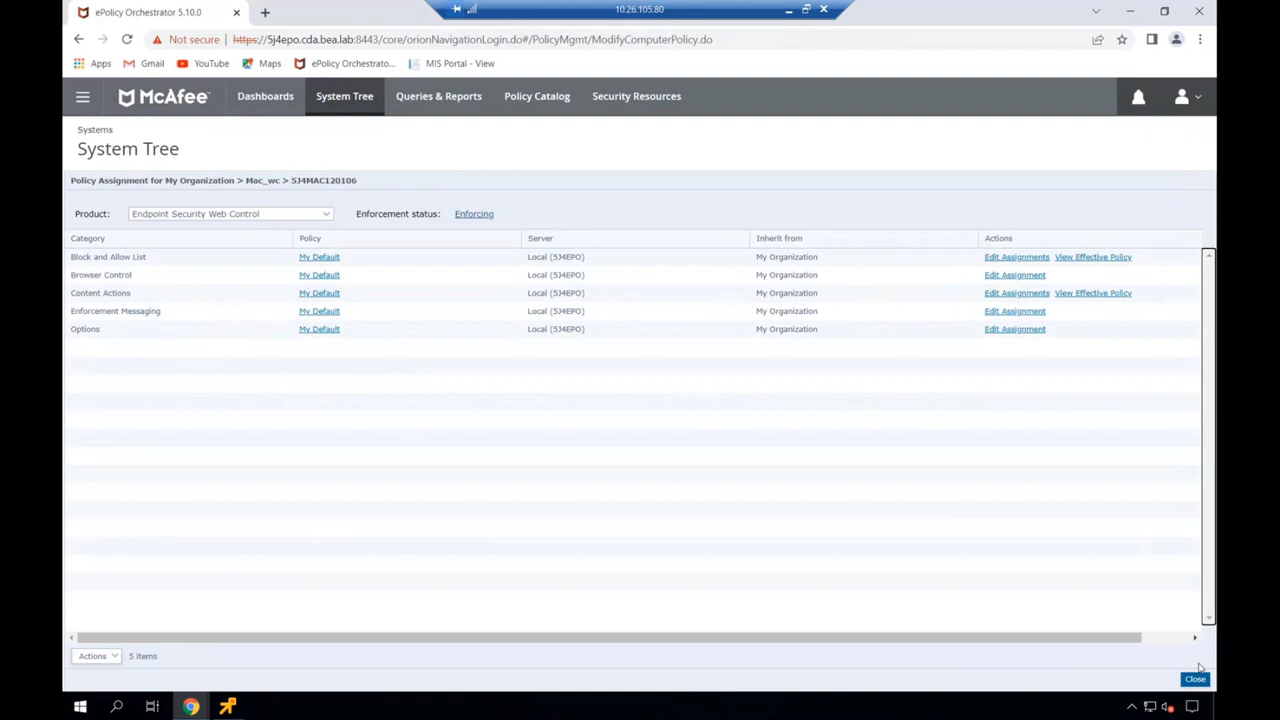 ePolicy Orchestrator 5.10.0
10.26.105.80
Not secure https://5j4epo.cda.bea.lab:8443/core/orionNavigationLogin.do#/PolicyMgmt/ModifyComputerPolicy.do
Apps Gmail YouTube Maps ePolicy Orchestrato... MIS Portal - View
McAfee Dashboards System Tree Queries & Reports Policy Catalog Security Resources
Systems
System Tree
Policy Assignment for My Organization > Mac_wc > 5J4MAC120106
Product: Endpoint Security Web Control Enforcement status: Enforcing
Category Policy Server Inherit from Actions
Block and Allow List My Default Local (5J4EPO) My Organization Edit Assignments View Effective Policy
Browser Control My Default Local (5J4EPO) My Organization Edit Assignment
Content Actions My Default Local (5J4EPO) My Organization Edit Assignments View Effective Policy
Enforcement Messaging My Default Local (5J4EPO) My Organization Edit Assignment
Options My Default Local (5J4EPO) My Organization Edit Assignment
Actions 5 items
Close